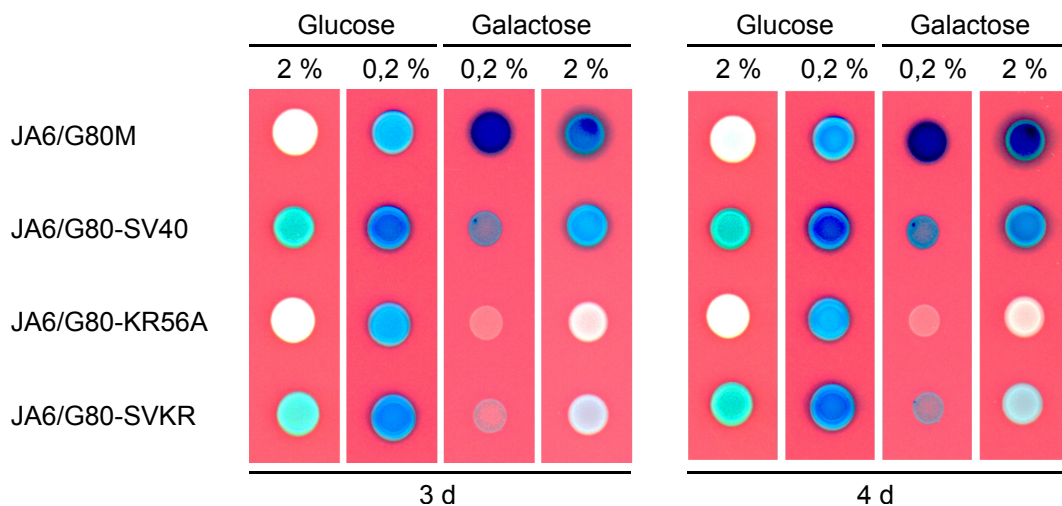 Glucose Galactose Glucose Galactose
2 % 0,2 % 0,2 % 2 % 2 % 0,2 % 0,2 % 2 %
JA6/G80M
JA6/G80-SV40
JA6/G80-KR56A
JA6/G80-SVKR
3 d 4 d